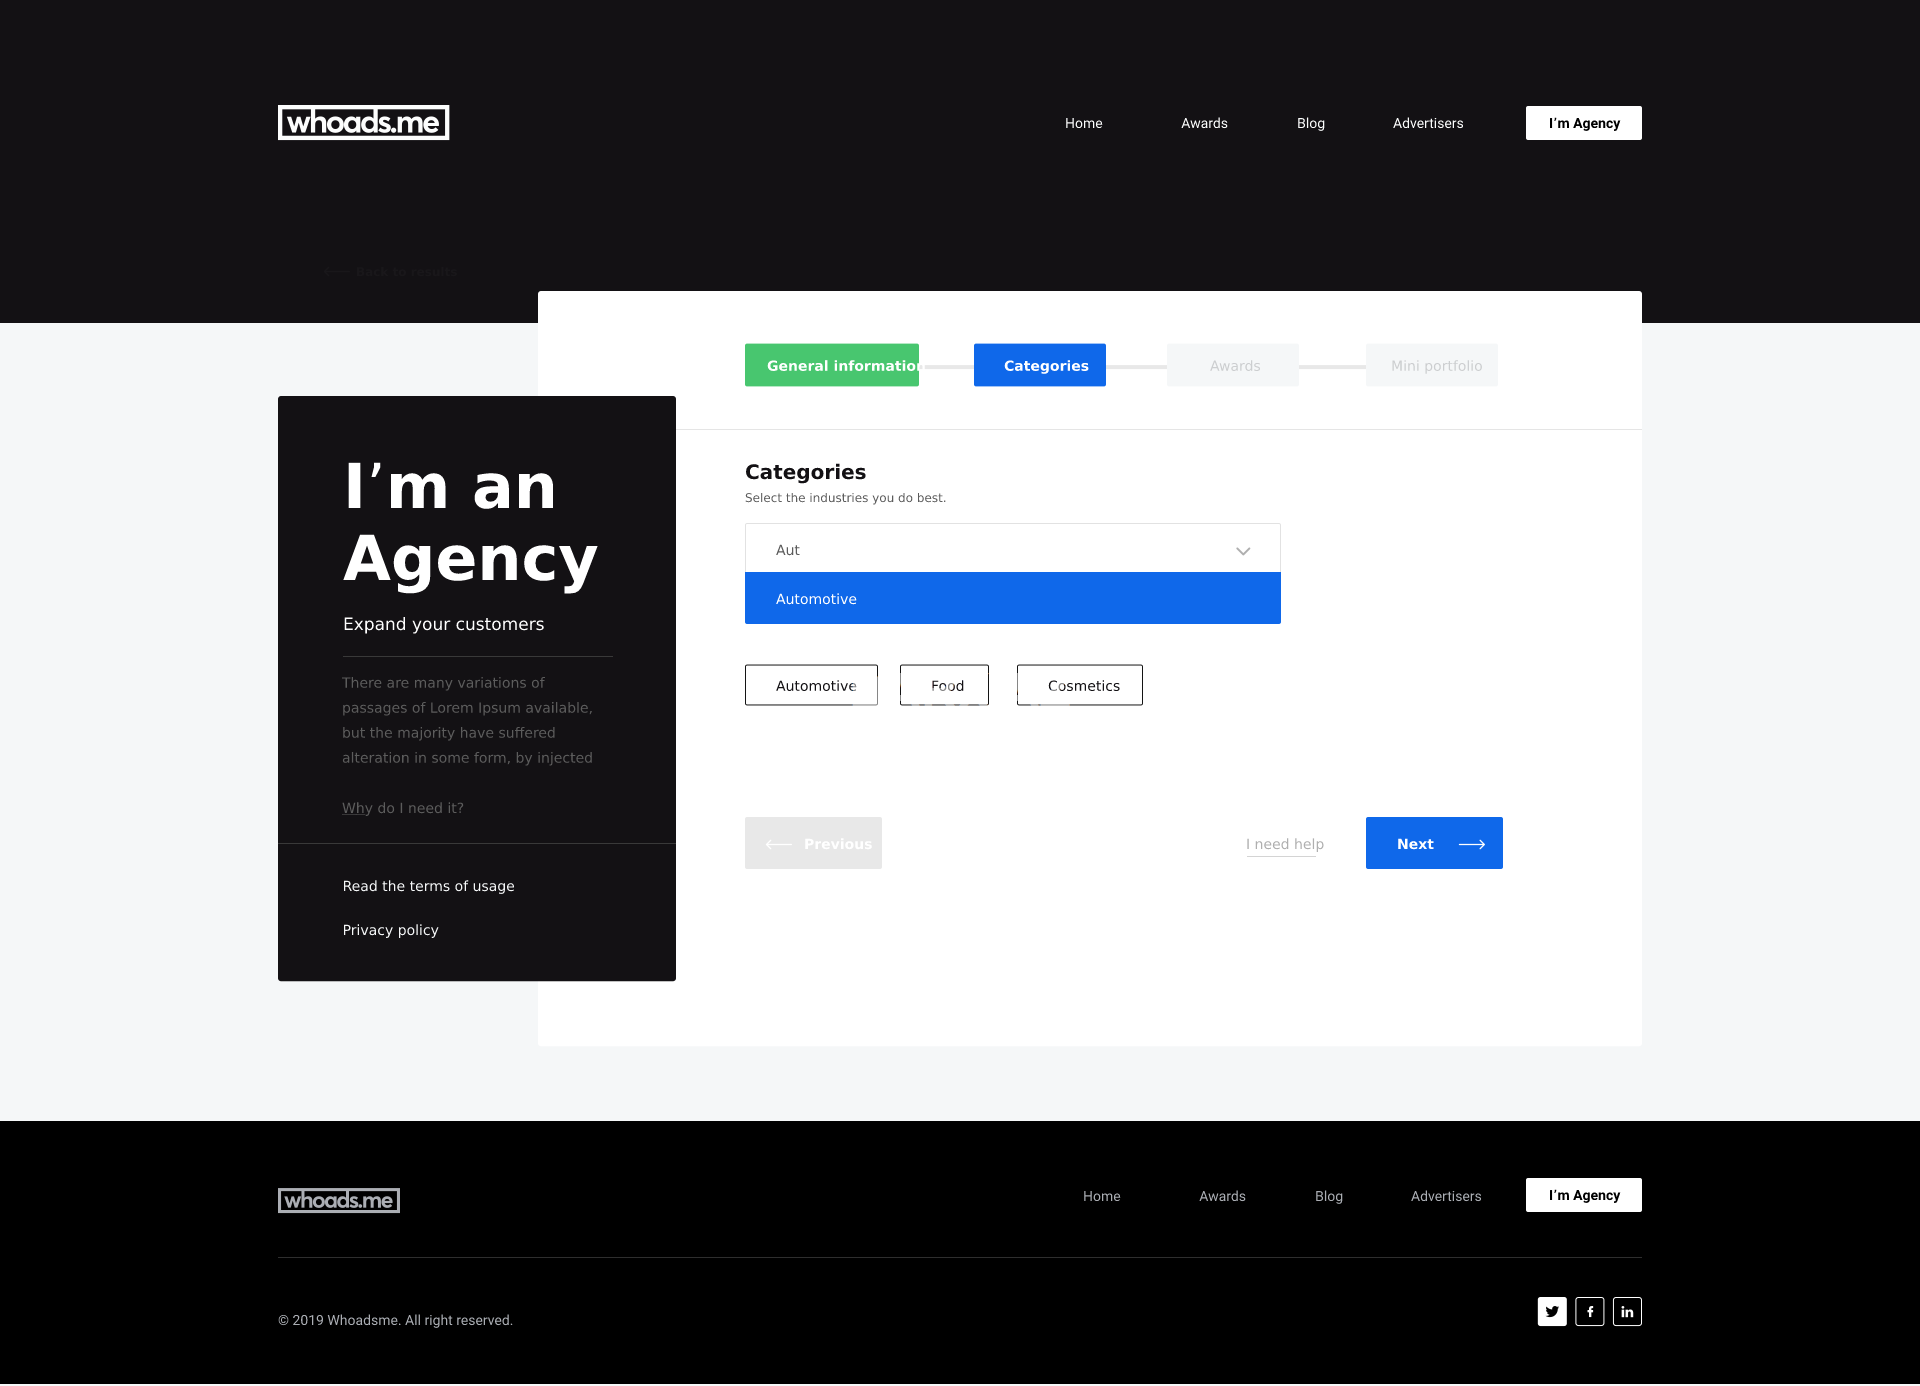 whoads.me
Home
Awards
Blog
Advertisers
I’m Agency
Back to results
General information
Categories
Awards
Mini portfolio
I’m an
Agency
Expand your customers
There are many variations of
passages of Lorem Ipsum available,
but the majority have suffered
alteration in some form, by injected
Why do I need it?
Read the terms of usage
Privacy policy
Categories
Select the industries you do best.
Aut
Automotive
Automotive
Food
Cosmetics
Previous
I need help
Next
whoads.me
Home
Awards
Blog
Advertisers
I’m Agency
© 2019 Whoadsme. All right reserved.